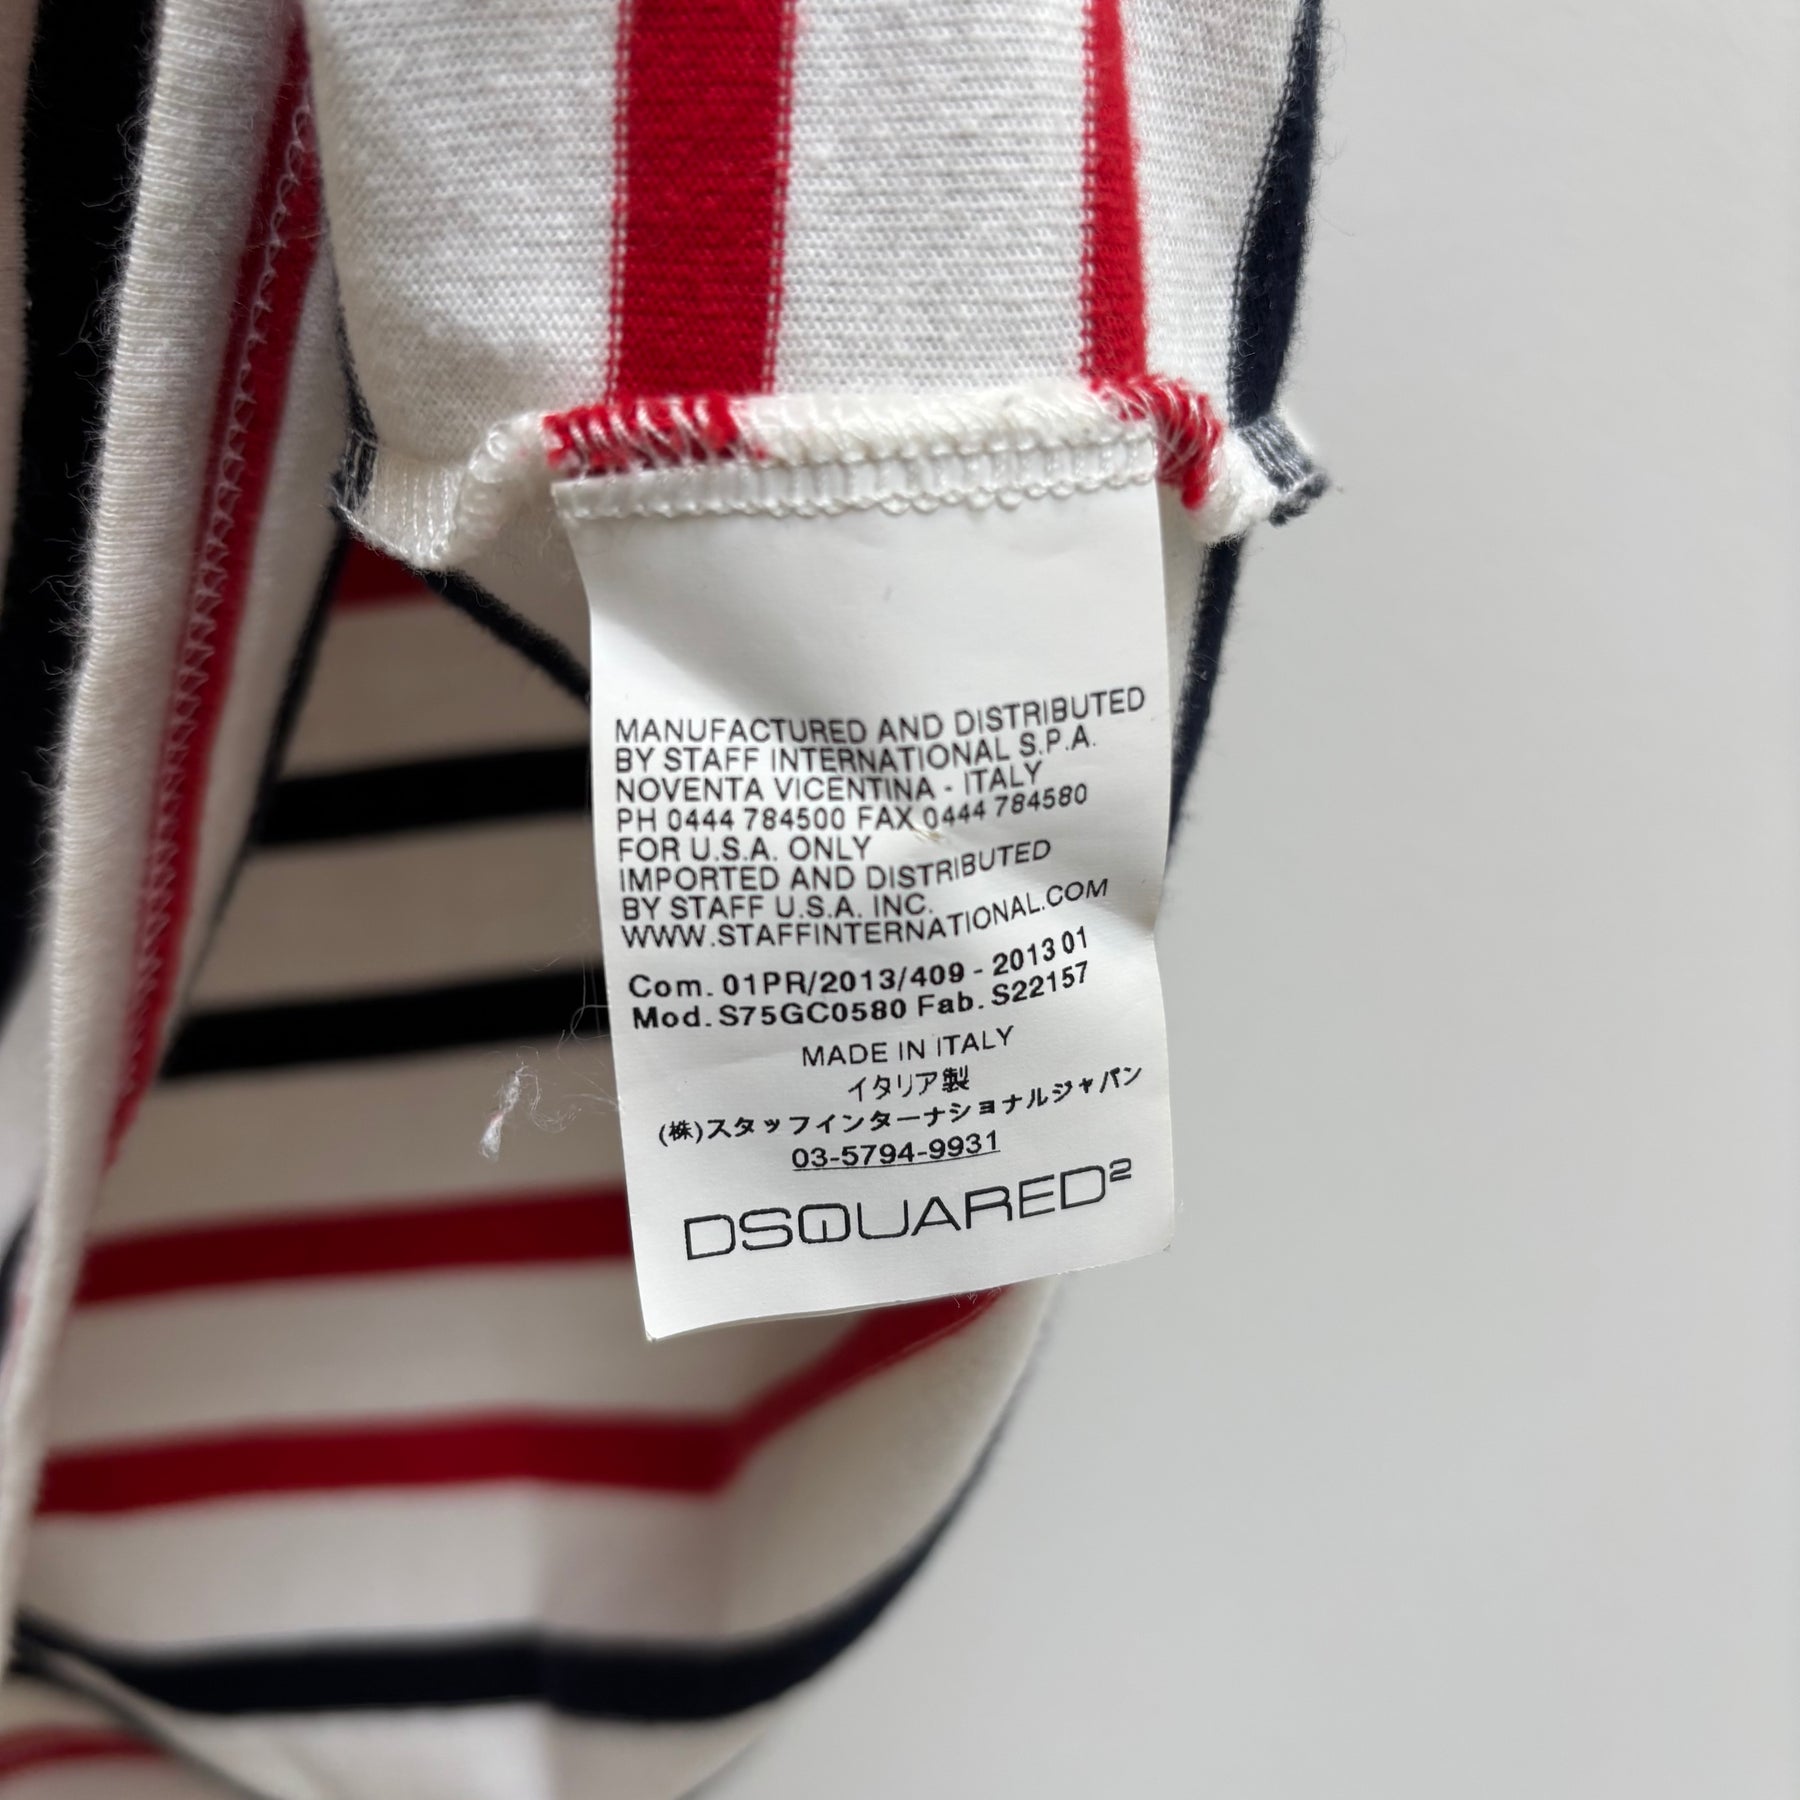 MANUFACTURED AND DISTRIBUTED
BY STAFF INTERNATIONAL S.P.A.
NOVENTA VICENTINA - ITALY
PH 0444 784500 FAX 0444 784580
FOR U.S.A. ONLY
IMPORTED AND DISTRIBUTED
BY STAFF U.S.A. INC.
WWW.STAFFINTERNATIONAL.COM
Com. 01PR/2013/409 - 2013 01
Mod. S75GC0580 Fab. S22157
MADE IN ITALY
イタリア製
(株)スタッフインターナショナルジャパン
03-5794-9931
DSQUARED²